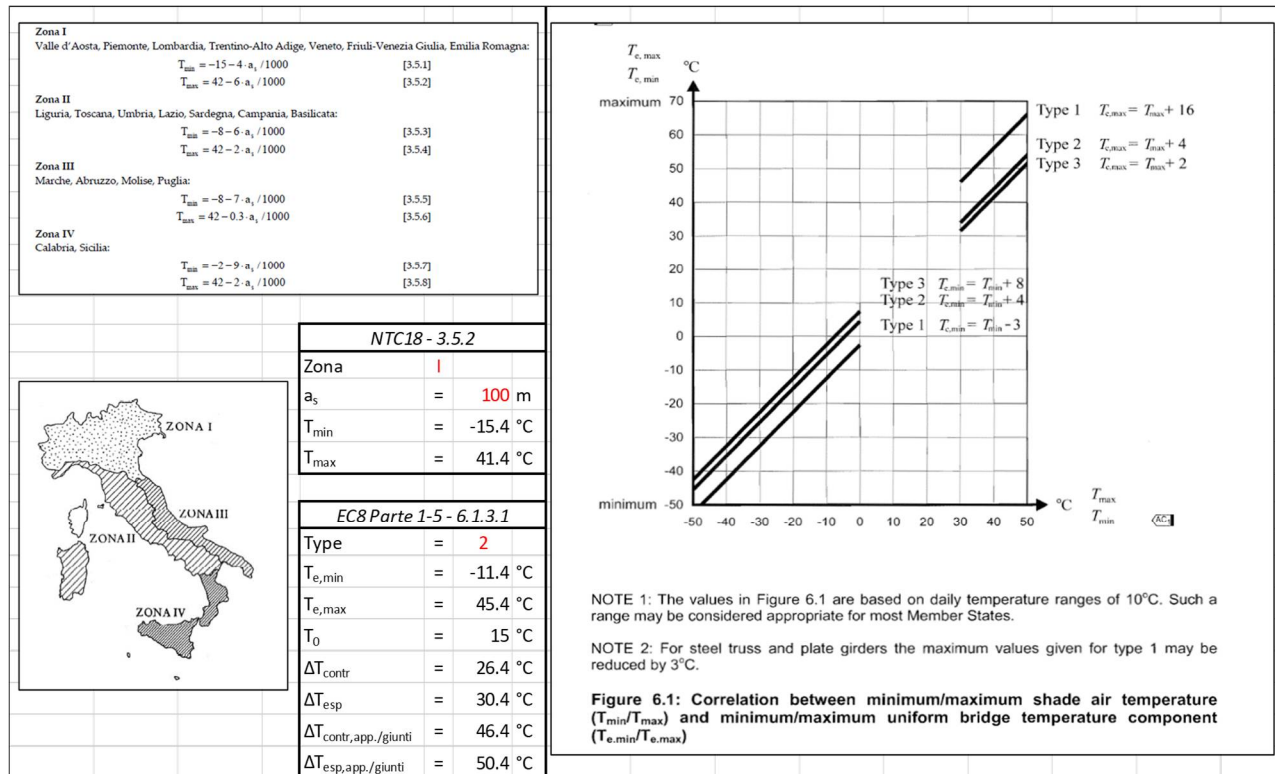 Zona I
Valle d'Aosta, Piemonte, Lombardia, Trentino-Alto Adige, Veneto, Friuli-Venezia Giulia, Emilia Romagna:
Tmin = −15 − 4 · as / 1000 [3.5.1]
Tmax = 42 − 6 · as / 1000 [3.5.2]
Zona II
Liguria, Toscana, Umbria, Lazio, Sardegna, Campania, Basilicata:
Tmin = −8 − 6 · as / 1000 [3.5.3]
Tmax = 42 − 2 · as / 1000 [3.5.4]
Zona III
Marche, Abruzzo, Molise, Puglia:
Tmin = −8 − 7 · as / 1000 [3.5.5]
Tmax = 42 − 0.3 · as / 1000 [3.5.6]
Zona IV
Calabria, Sicilia:
Tmin = −2 − 9 · as / 1000 [3.5.7]
Tmax = 42 − 2 · as / 1000 [3.5.8]
NTC18 - 3.5.2
Zona I
as = 100 m
Tmin = -15.4 °C
Tmax = 41.4 °C
ZONA I
ZONA III
ZONA II
ZONA IV
EC8 Parte 1-5 - 6.1.3.1
Type = 2
Te,min = -11.4 °C
Te,max = 45.4 °C
T0 = 15 °C
ΔTcontr = 26.4 °C
ΔTesp = 30.4 °C
ΔTcontr,app./giunti = 46.4 °C
ΔTesp,app./giunti = 50.4 °C
Te, max
Te, min °C
maximum 70
60
50
40
30
20
10
0
-10
-20
-30
-40
minimum -50
Type 1 Te,max = Tmax + 16
Type 2 Te,max = Tmax + 4
Type 3 Te,max = Tmax + 2
Type 3 Te,min = Tmin + 8
Type 2 Te,min = Tmin + 4
Type 1 Te,min = Tmin - 3
-50 -40 -30 -20 -10 0 10 20 30 40 50
°C Tmax
Tmin
AC1
NOTE 1: The values in Figure 6.1 are based on daily temperature ranges of 10°C. Such a
range may be considered appropriate for most Member States.
NOTE 2: For steel truss and plate girders the maximum values given for type 1 may be
reduced by 3°C.
Figure 6.1: Correlation between minimum/maximum shade air temperature
(Tmin/Tmax) and minimum/maximum uniform bridge temperature component
(Te.min/Te.max)